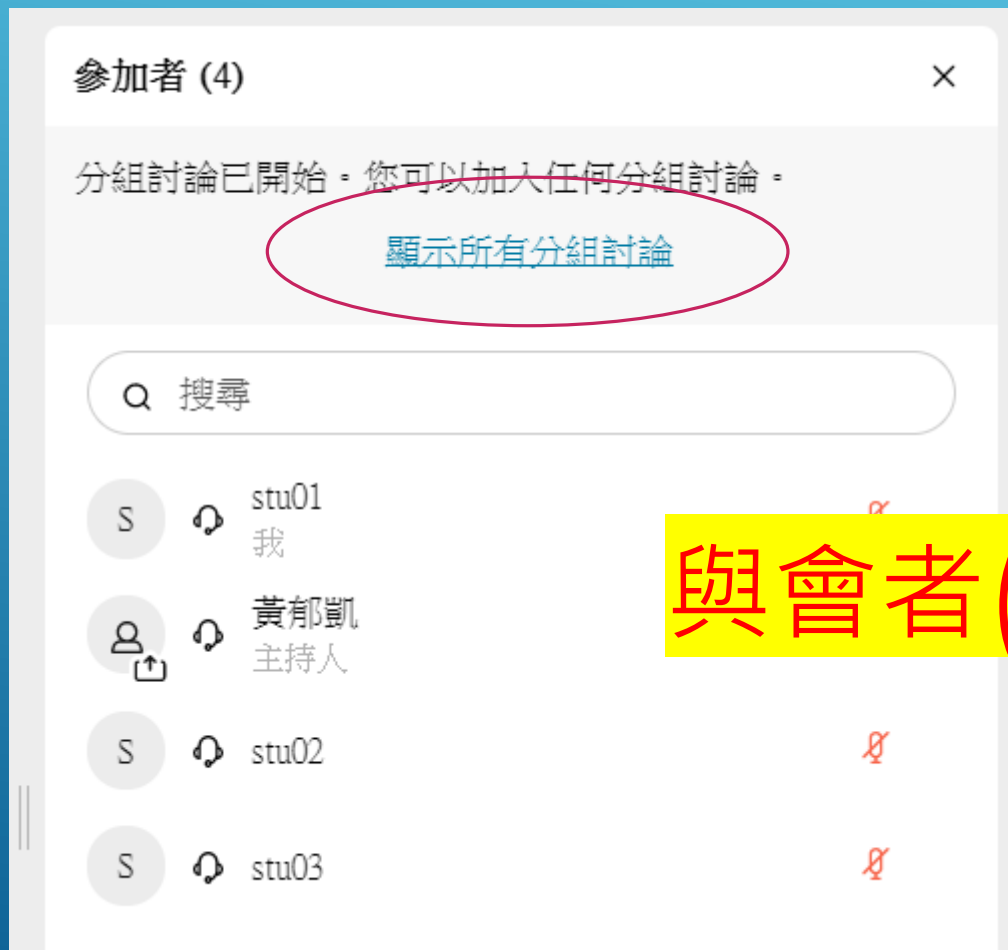 參加者 (4)
分組討論已開始。您可以加入任何分組討論。
顯示所有分組討論
搜尋
S stu01
我
與會者(
黃郁凱
主持人
S stu02
S stu03